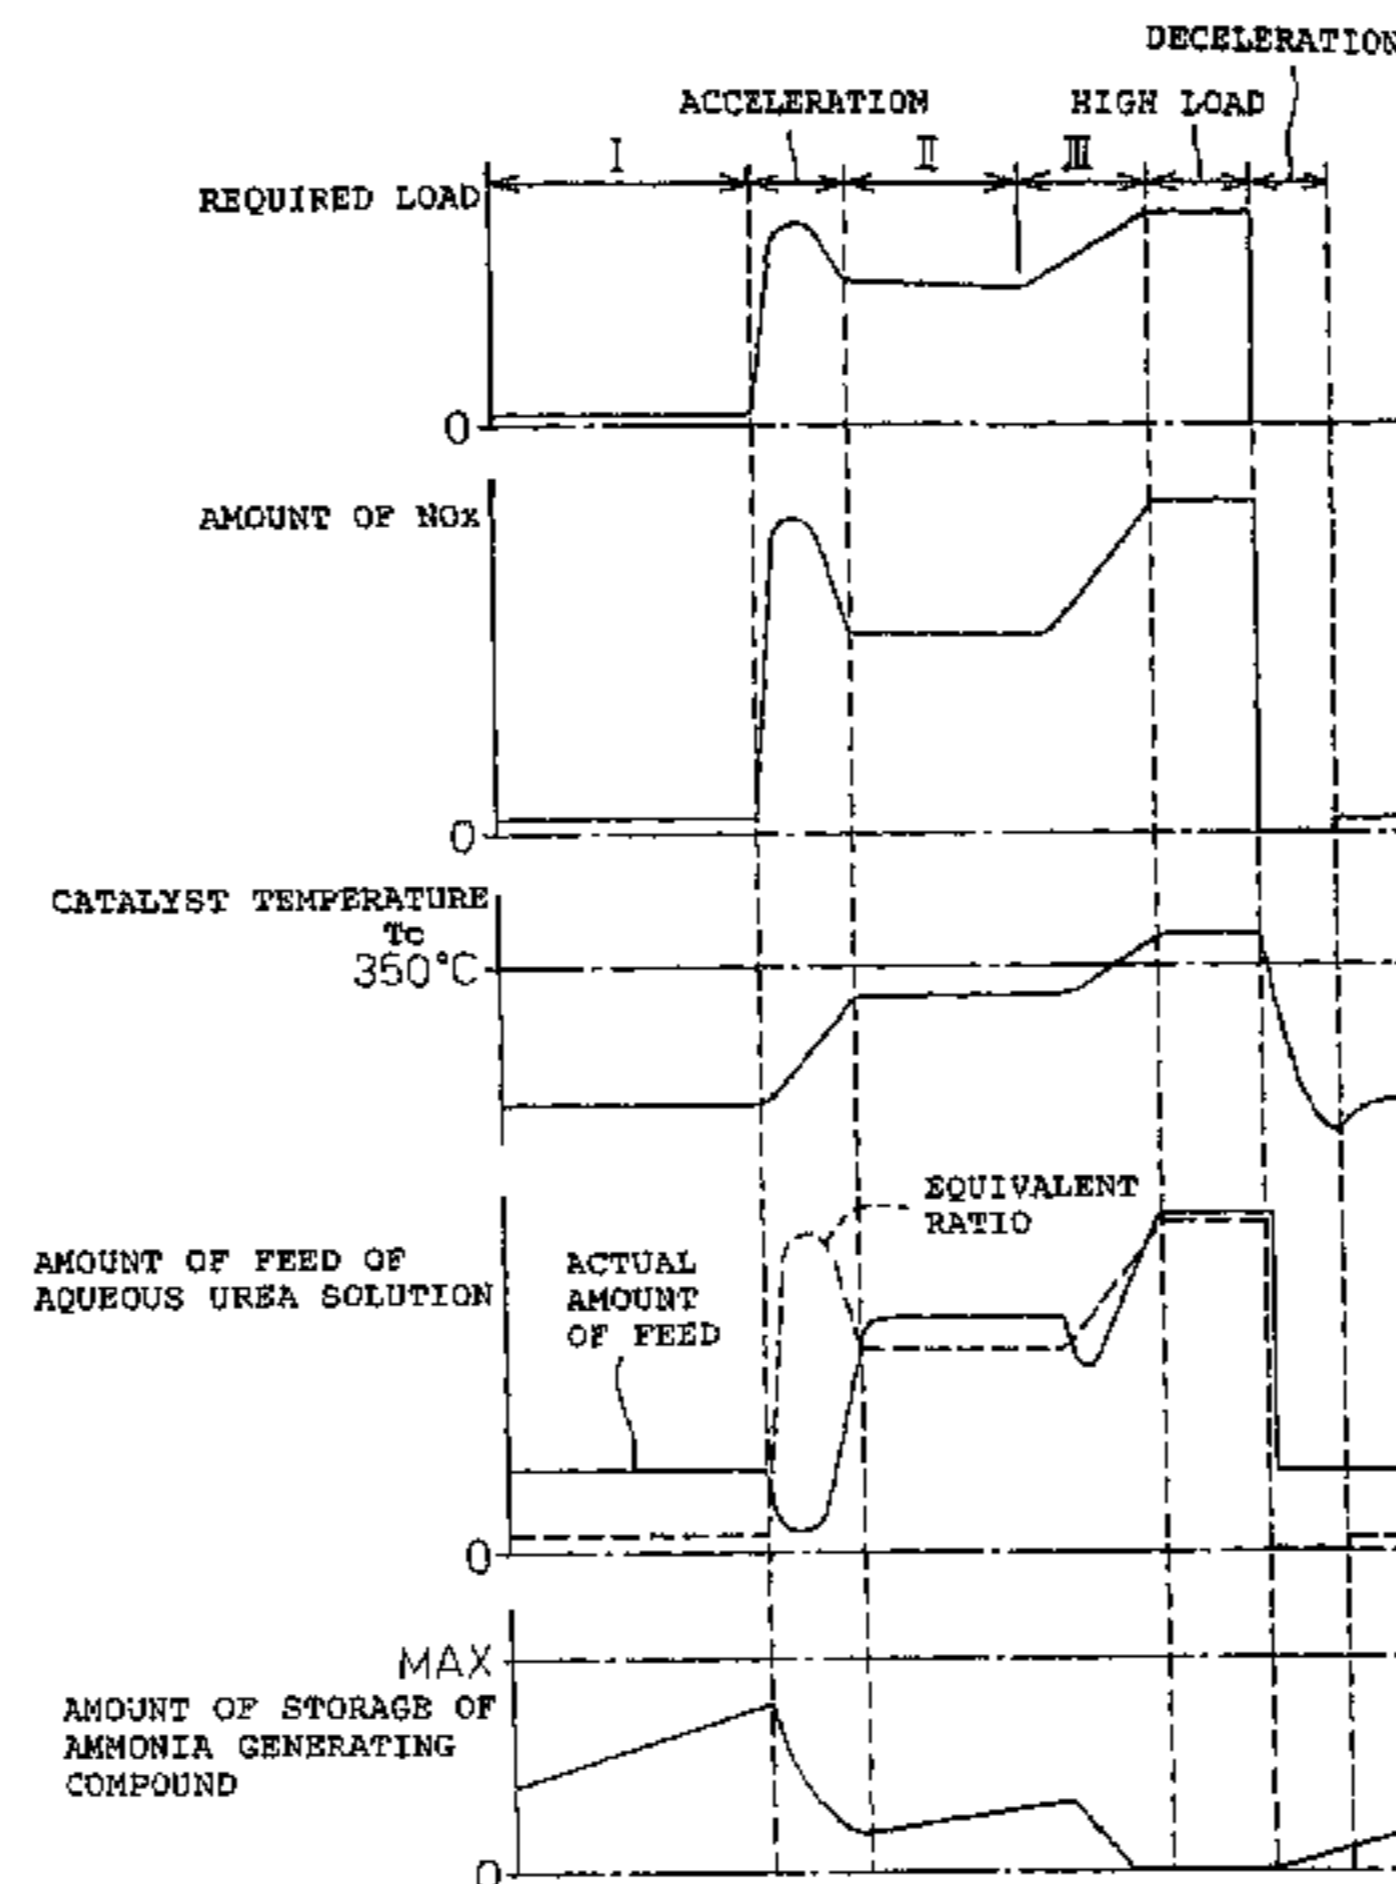 DECELERATION
ACCELERATION
HIGH LOAD
I
II
III
REQUIRED LOAD
0
AMOUNT OF NOx
0
CATALYST TEMPERATURE
Tc
350°C
EQUIVALENT
RATIO
AMOUNT OF FEED OF
AQUEOUS UREA SOLUTION
ACTUAL
AMOUNT
OF FEED
0
MAX
AMOUNT OF STORAGE OF
AMMONIA GENERATING
COMPOUND
0